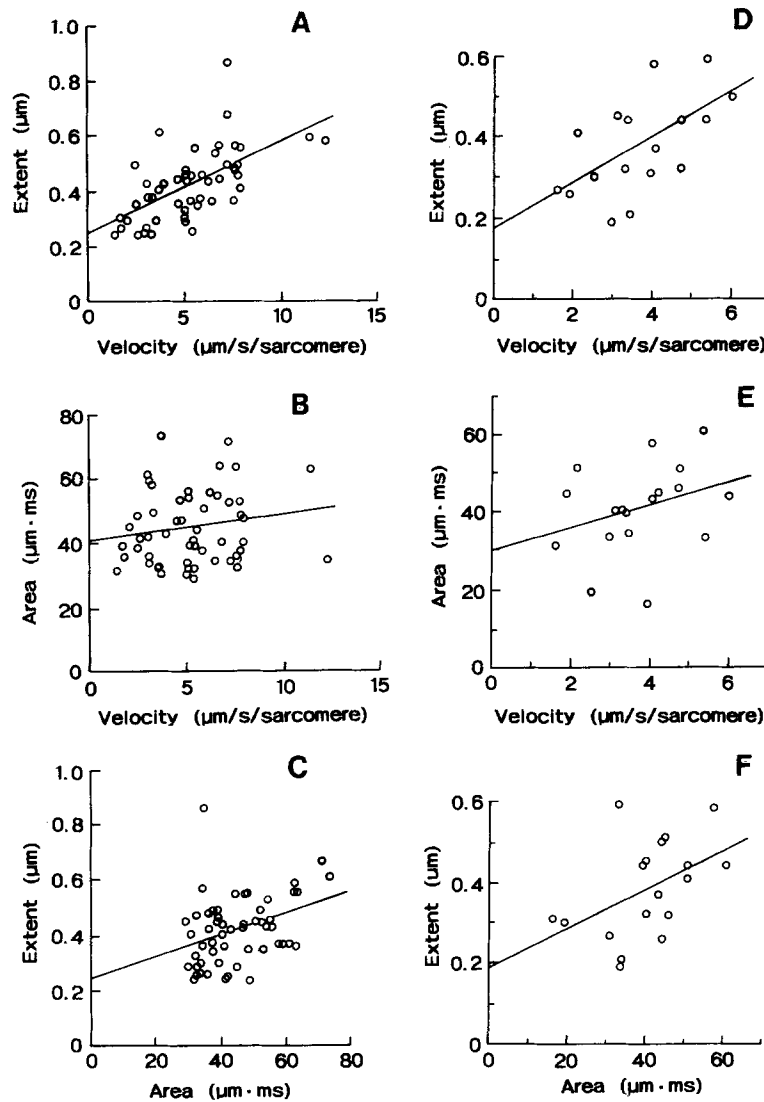 A
1.0
0.8
0.6
0.4
0.2
0
Extent (μm)
0 5 10 15
Velocity (μm/s/sarcomere)
D
0.6
0.4
0.2
0
Extent (μm)
0 2 4 6
Velocity (μm/s/sarcomere)
B
80
60
40
20
0
Area (μm·ms)
0 5 10 15
Velocity (μm/s/sarcomere)
E
60
40
20
0
Area (μm·ms)
0 2 4 6
Velocity (μm/s/sarcomere)
C
1.0
0.8
0.6
0.4
0.2
0
Extent (μm)
0 20 40 60 80
Area (μm·ms)
F
0.6
0.4
0.2
0
Extent (μm)
0 20 40 60
Area (μm·ms)